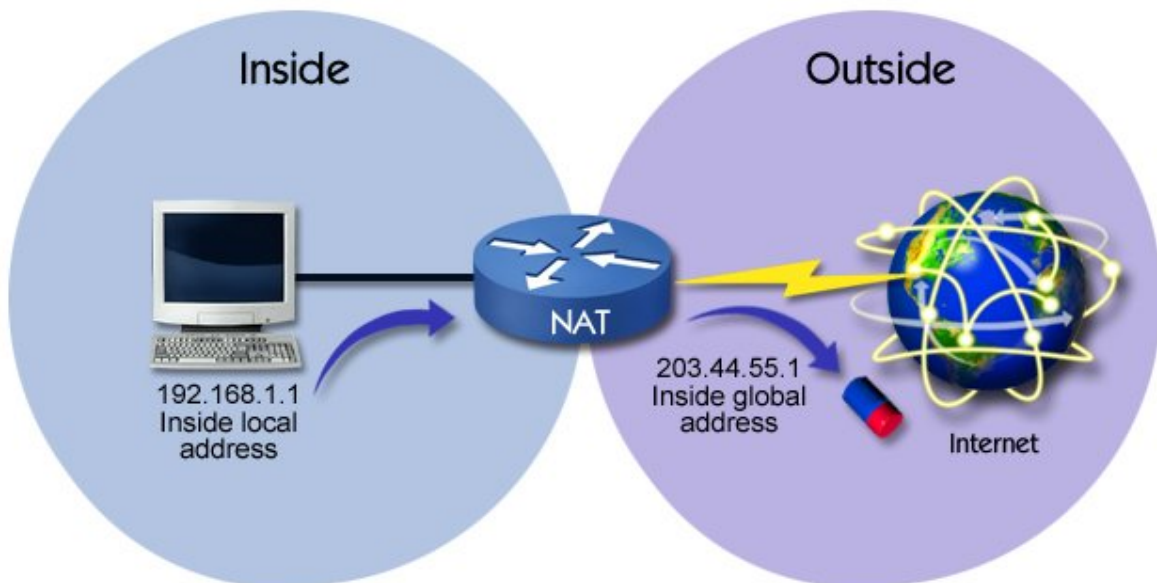 Inside
Outside
NAT
192.168.1.1
Inside local
address
203.44.55.1
Inside global
address
Internet